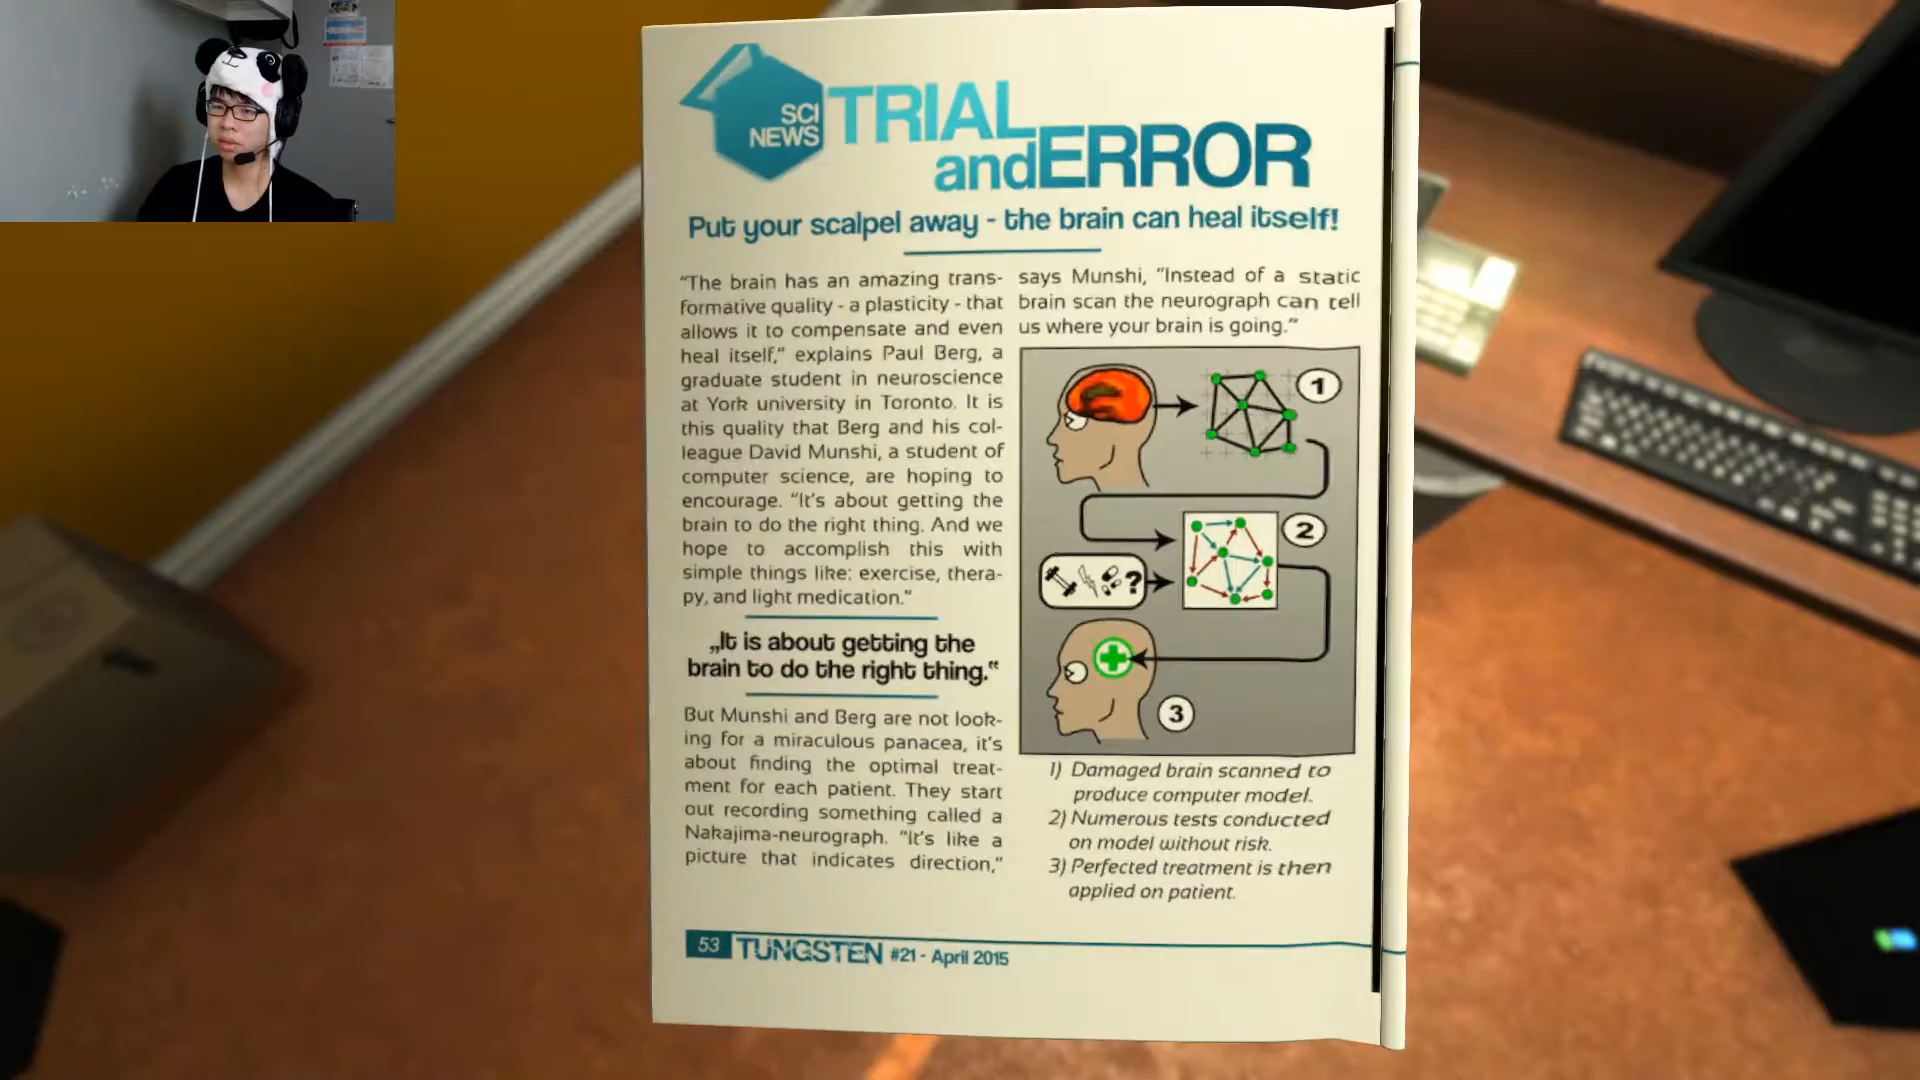 SCI
NEWS
TRIAL
andERROR
Put your scalpel away - the brain can heal itself!
“The brain has an amazing trans-
formative quality - a plasticity - that
allows it to compensate and even
heal itself,” explains Paul Berg, a
graduate student in neuroscience
at York university in Toronto. It is
this quality that Berg and his col-
league David Munshi, a student of
computer science, are hoping to
encourage. “It's about getting the
brain to do the right thing. And we
hope to accomplish this with
simple things like: exercise, thera-
py, and light medication.”
„It is about getting the
brain to do the right thing.“
But Munshi and Berg are not look-
ing for a miraculous panacea, it's
about finding the optimal treat-
ment for each patient. They start
out recording something called a
Nakajima-neurograph. “It's like a
picture that indicates direction,”
says Munshi, “Instead of a static
brain scan the neurograph can tell
us where your brain is going.”
1
2
?
3
1) Damaged brain scanned to
produce computer model.
2) Numerous tests conducted
on model without risk.
3) Perfected treatment is then
applied on patient.
53 TUNGSTEN #21 - April 2015